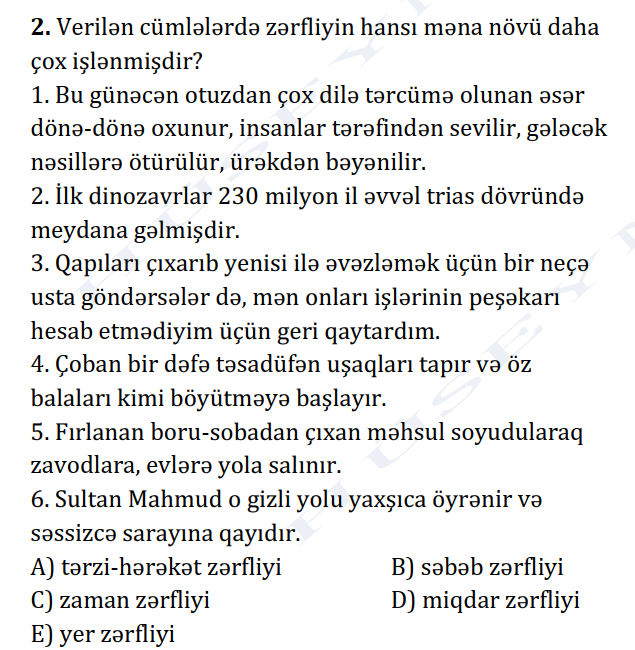 2. Verilən cümlələrdə zərfliyin hansı məna növü daha
çox işlənmişdir?
1. Bu günəcən otuzdan çox dilə tərcümə olunan əsər
dönə-dönə oxunur, insanlar tərəfindən sevilir, gələcək
nəsillərə ötürülür, ürəkdən bəyənilir.
2. İlk dinozavrlar 230 milyon il əvvəl trias dövründə
meydana gəlmişdir.
3. Qapıları çıxarıb yenisi ilə əvəzləmək üçün bir neçə
usta göndərsələr də, mən onları işlərinin peşəkarı
hesab etmədiyim üçün geri qaytardım.
4. Çoban bir dəfə təsadüfən uşaqları tapır və öz
balaları kimi böyütməyə başlayır.
5. Fırlanan boru-sobadan çıxan məhsul soyudularaq
zavodlara, evlərə yola salınır.
6. Sultan Mahmud o gizli yolu yaxşıca öyrənir və
səssizcə sarayına qayıdır.
A) tərzi-hərəkət zərfliyi B) səbəb zərfliyi
C) zaman zərfliyi D) miqdar zərfliyi
E) yer zərfliyi